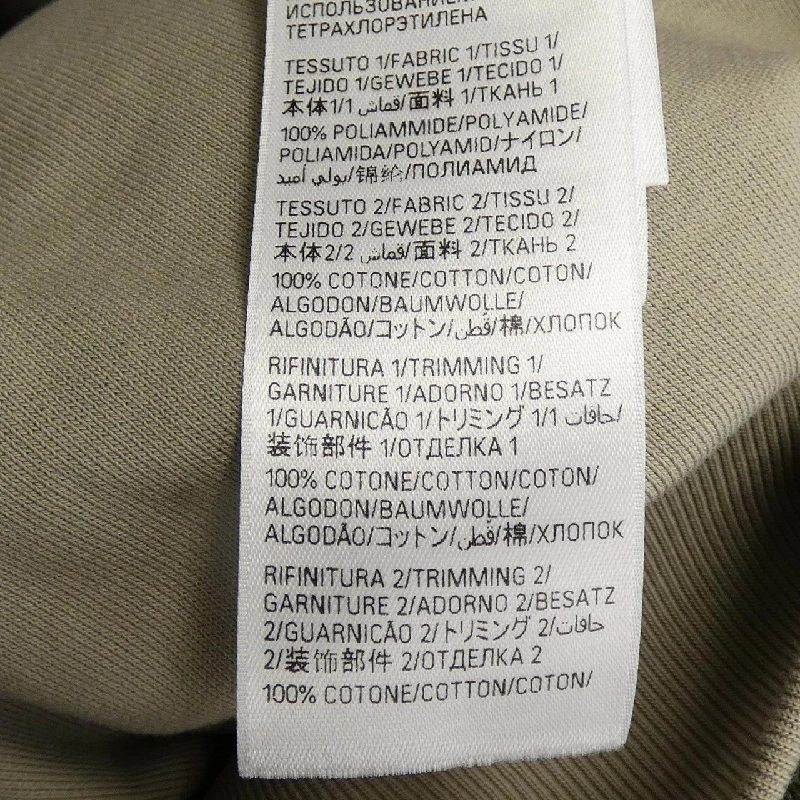 ИСПОЛЬЗОВАНИЕМ
ТЕТРАХЛОРЭТИЛЕНА
TESSUTO 1/FABRIC 1/TISSU 1/
TEJIDO 1/GEWEBE 1/TECIDO 1/
本体1/1 قماش/面料 1/ТКАНЬ 1
100% POLIAMMIDE/POLYAMIDE/
POLIAMIDA/POLYAMID/ナイロン/
بولي أميد/锦纶/ПОЛИАМИД
TESSUTO 2/FABRIC 2/TISSU 2/
TEJIDO 2/GEWEBE 2/TECIDO 2/
本体2/2 قماش/面料 2/ТКАНЬ 2
100% COTONE/COTTON/COTON/
ALGODON/BAUMWOLLE/
ALGODÃO/コットン/قطن/棉/ХЛОПОК
RIFINITURA 1/TRIMMING 1/
GARNITURE 1/ADORNO 1/BESATZ
1/GUARNICÃO 1/トリミング 1/1 حافات/
装饰部件 1/ОТДЕЛКА 1
100% COTONE/COTTON/COTON/
ALGODON/BAUMWOLLE/
ALGODÃO/コットン/قطن/棉/ХЛОПОК
RIFINITURA 2/TRIMMING 2/
GARNITURE 2/ADORNO 2/BESATZ
2/GUARNICÃO 2/トリミング 2/حافات
2/装饰部件 2/ОТДЕЛКА 2
100% COTONE/COTTON/COTON/